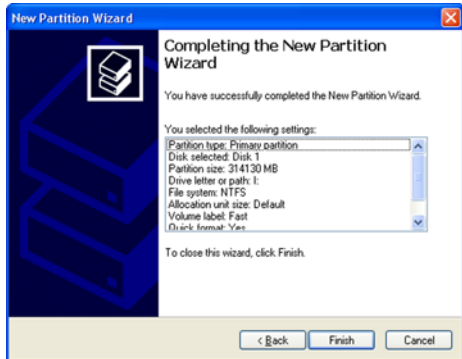 New Partition Wizard
Completing the New Partition
Wizard
You have successfully completed the New Partition Wizard.
You selected the following settings:
Partition type: Primary partition
Disk selected: Disk 1
Partition size: 314130 MB
Drive letter or path: I:
File system: NTFS
Allocation unit size: Default
Volume label: Fast
Quick format: Yes
To close this wizard, click Finish.
< Back
Finish
Cancel